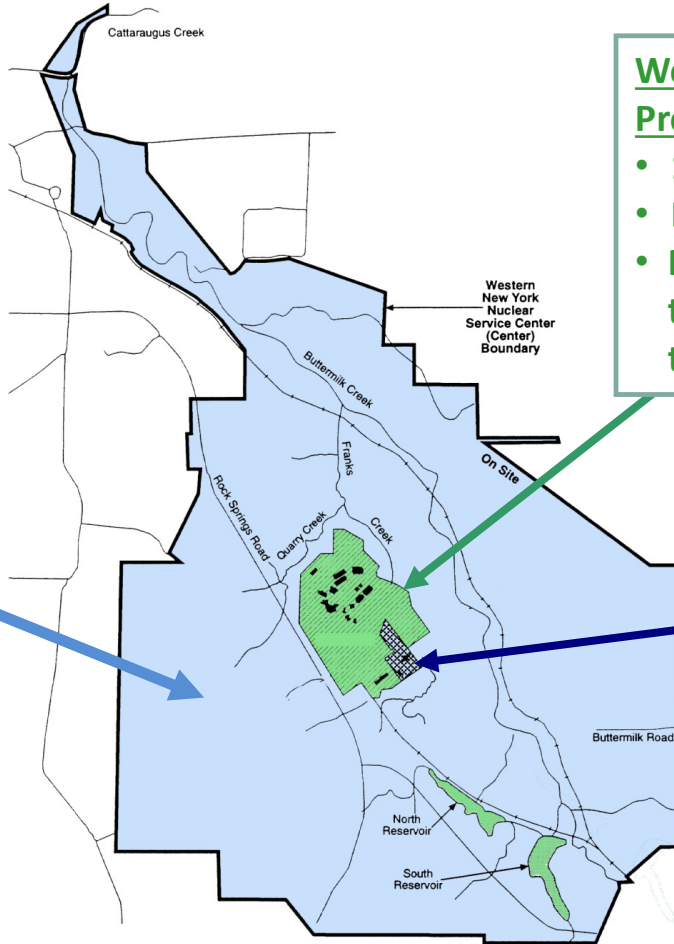 Cattaraugus Creek
Western
New York
Nuclear
Service Center
(Center)
Boundary
Buttermilk Creek
Franks
Creek
On Site
Rock Springs Road
Quarry Creek
Buttermilk Road
North
Reservoir
South
Reservoir